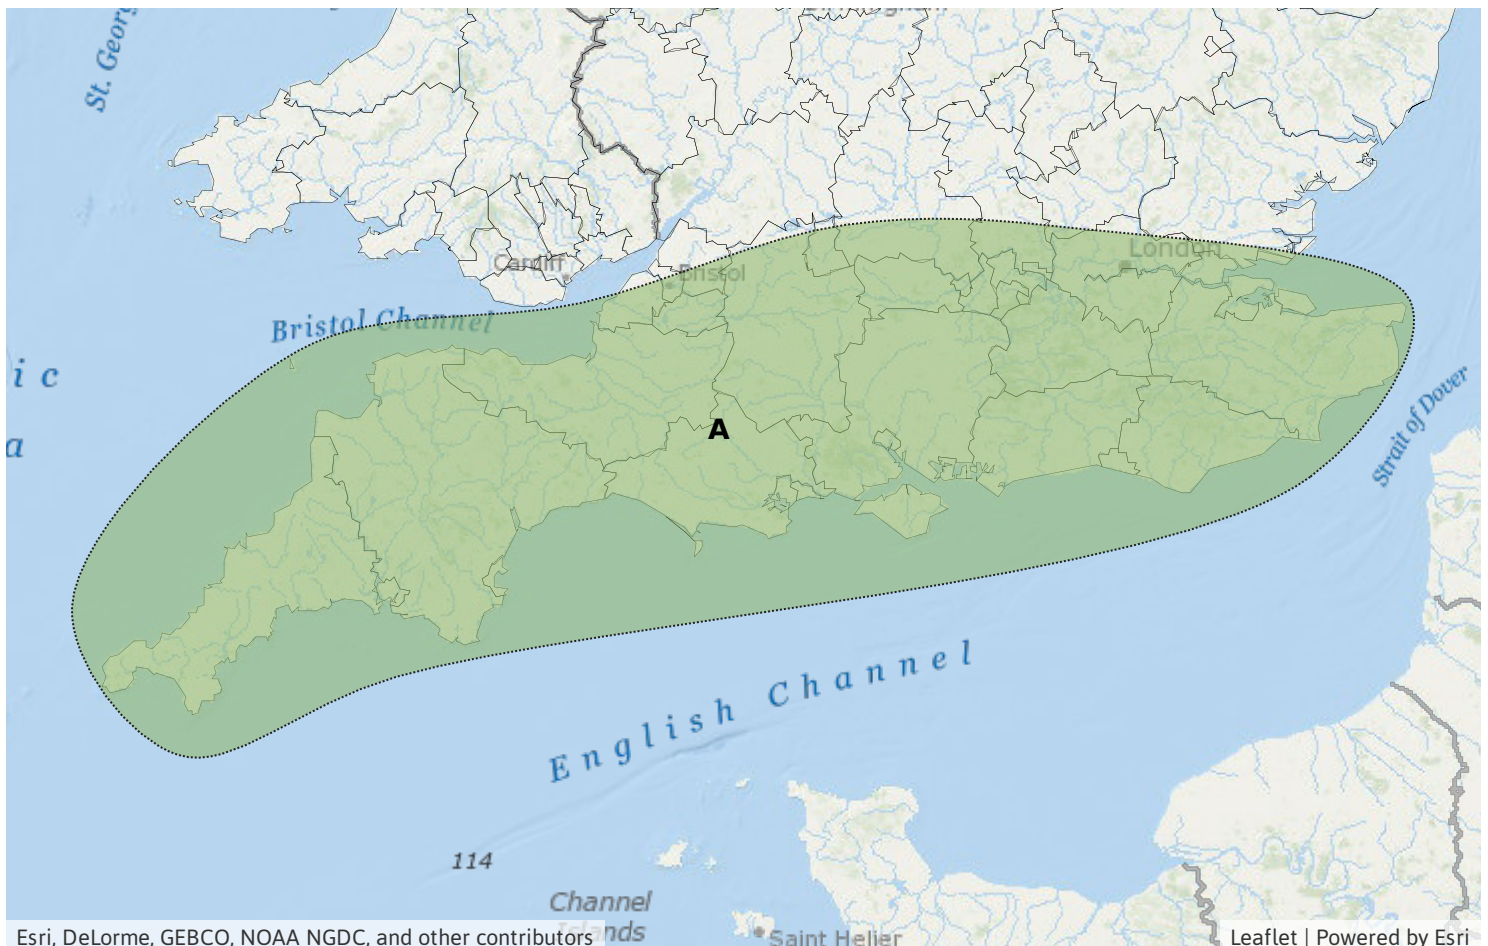 St. Georg
Cardiff
Bristol
London
Bristol Channel
i c
a
A
Strait of Dover
English Channel
114
Channel
Islands
Saint Helier
Esri, DeLorme, GEBCO, NOAA NGDC, and other contributors
Leaflet | Powered by Esri